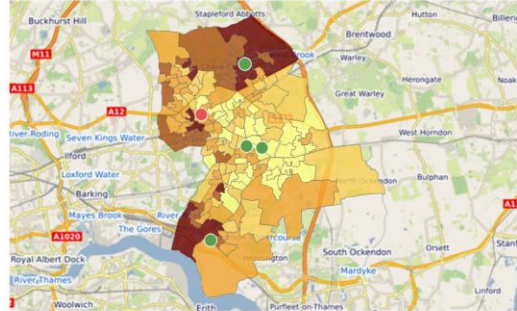 Stapleford Abbotts
Hutton
Buckhurst Hill
Billeri
Brentwood
M11
Warley
Herongate
Noak
Great Warley
A113
A12
West Horndon
River Roding
Seven Kings Water
Ilford
Bulphan
Loxford Water
Barking
Mayes Brook
River
A1020
The Gores
South Ockendon
Orsett
Stanf
Royal Albert Dock
Mardyke
River Thames
Linford
Woolwich
Erith
Purfleet-on-Thames